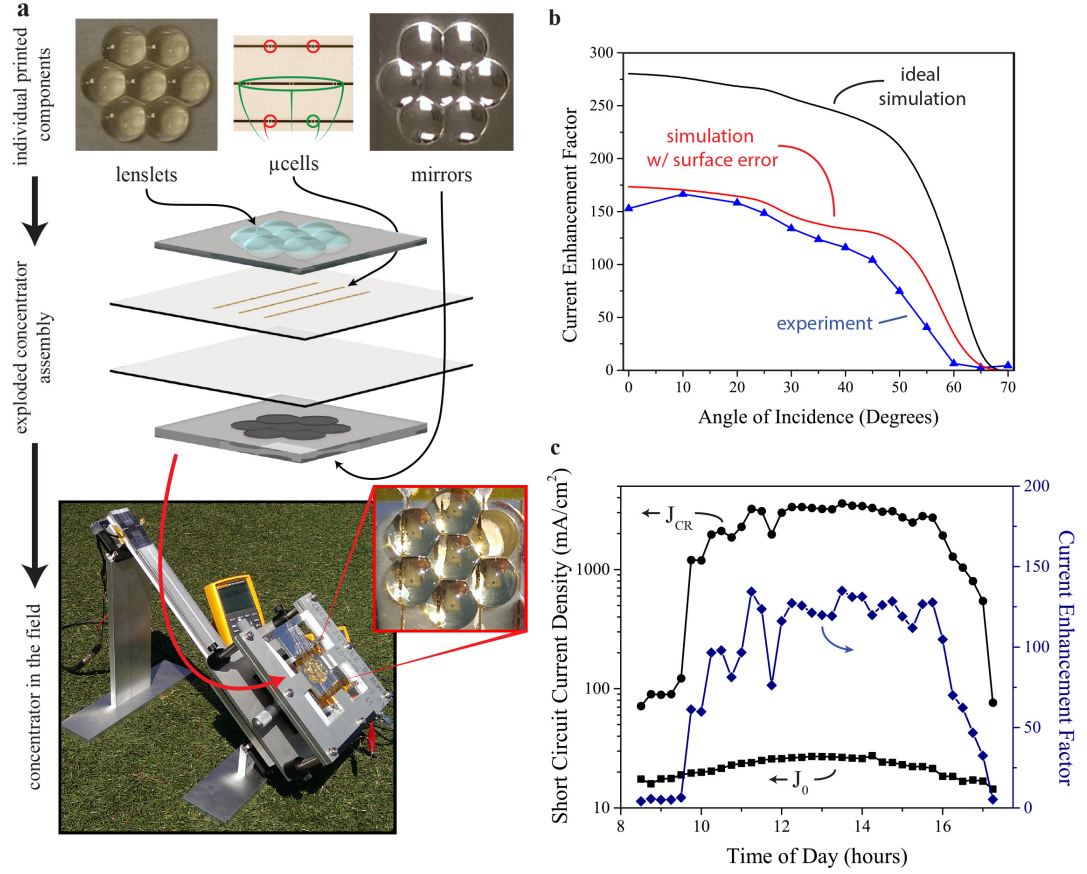 a
individual printed
components
lenslets
µcells
mirrors
exploded concentrator
assembly
concentrator in the field
b
300
250
200
150
100
50
0
Current Enhancement Factor
ideal
simulation
simulation
w/ surface error
experiment
0
10
20
30
40
50
60
70
Angle of Incidence (Degrees)
c
Short Circuit Current Density (mA/cm²)
1000
100
10
J_CR
J_0
200
150
100
50
0
Current Enhancement Factor
8
10
12
14
16
Time of Day (hours)